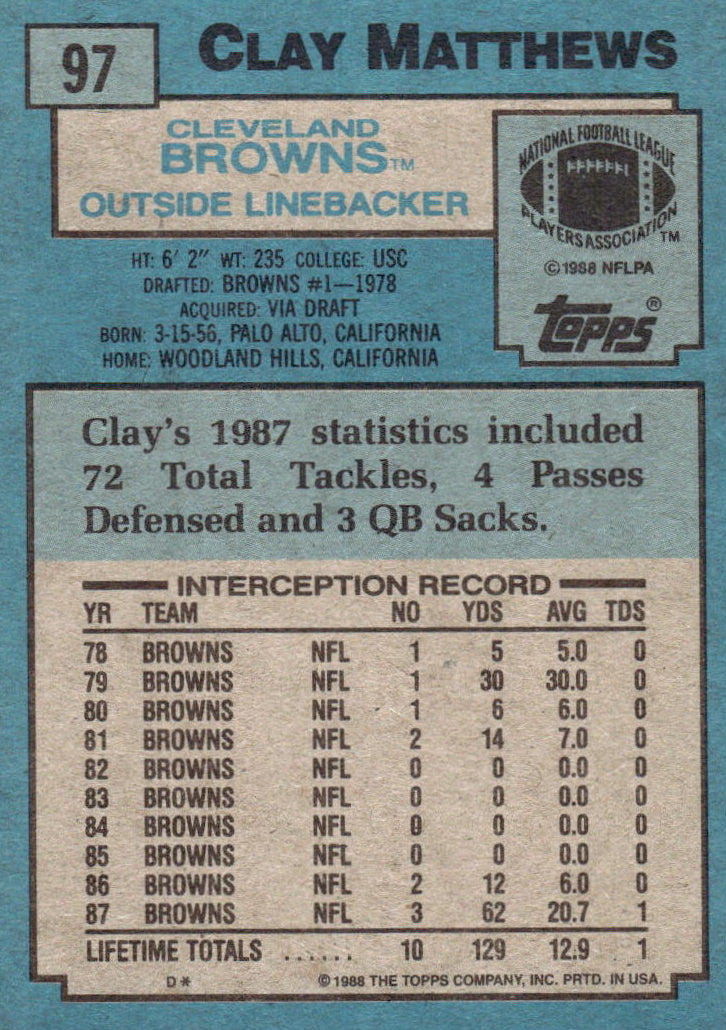 97
CLAY MATTHEWS
CLEVELAND
BROWNS™
OUTSIDE LINEBACKER
NATIONAL FOOTBALL LEAGUE
PLAYERS ASSOCIATION™
©1988 NFLPA
topps®
HT: 6' 2" WT: 235 COLLEGE: USC
DRAFTED: BROWNS #1—1978
ACQUIRED: VIA DRAFT
BORN: 3-15-56, PALO ALTO, CALIFORNIA
HOME: WOODLAND HILLS, CALIFORNIA
Clay's 1987 statistics included
72 Total Tackles, 4 Passes
Defensed and 3 QB Sacks.
INTERCEPTION RECORD
YR TEAM NO YDS AVG TDS
78 BROWNS NFL 1 5 5.0 0
79 BROWNS NFL 1 30 30.0 0
80 BROWNS NFL 1 6 6.0 0
81 BROWNS NFL 2 14 7.0 0
82 BROWNS NFL 0 0 0.0 0
83 BROWNS NFL 0 0 0.0 0
84 BROWNS NFL 0 0 0.0 0
85 BROWNS NFL 0 0 0.0 0
86 BROWNS NFL 2 12 6.0 0
87 BROWNS NFL 3 62 20.7 1
LIFETIME TOTALS ...... 10 129 12.9 1
D* ©1988 THE TOPPS COMPANY, INC. PRTD. IN USA.